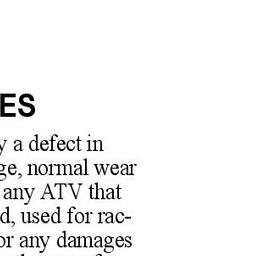 ES
y a defect in
ge, normal wear
any ATV that
d, used for rac-
or any damages